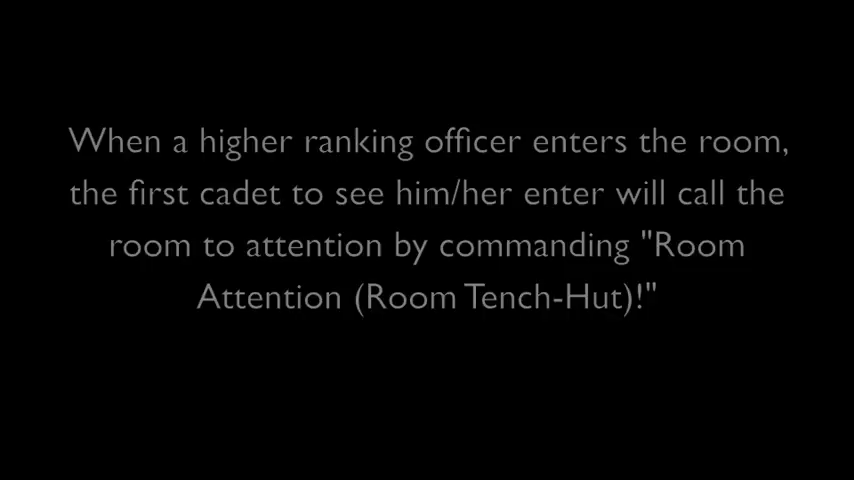 When a higher ranking officer enters the room,
the first cadet to see him/her enter will call the
room to attention by commanding "Room
Attention (Room Tench-Hut)!"